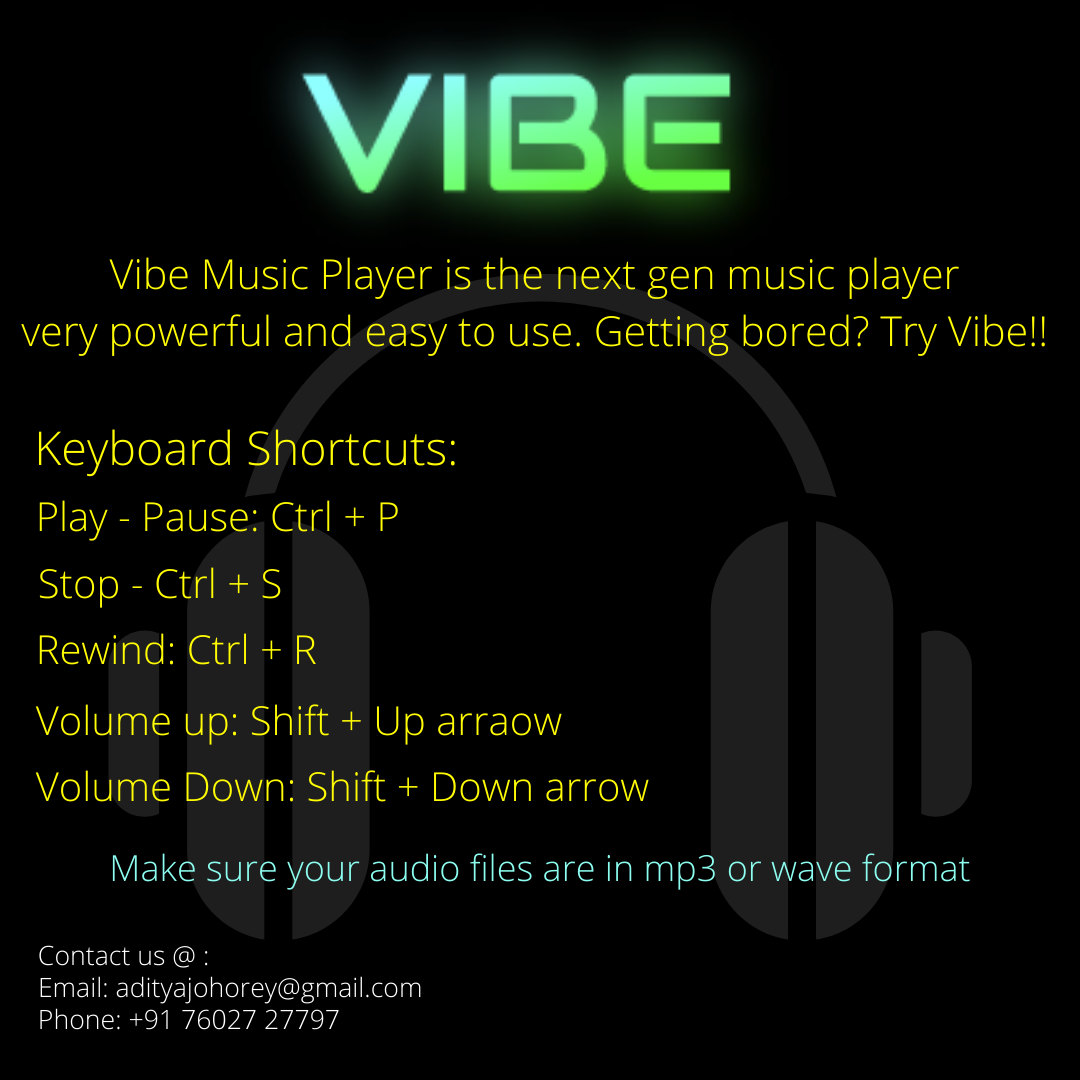 VIBE
Vibe Music Player is the next gen music player
very powerful and easy to use. Getting bored? Try Vibe!!
Keyboard Shortcuts:
Play - Pause: Ctrl + P
Stop - Ctrl + S
Rewind: Ctrl + R
Volume up: Shift + Up arraow
Volume Down: Shift + Down arrow
Make sure your audio files are in mp3 or wave format
Contact us @ :
Email: adityajohorey@gmail.com
Phone: +91 76027 27797